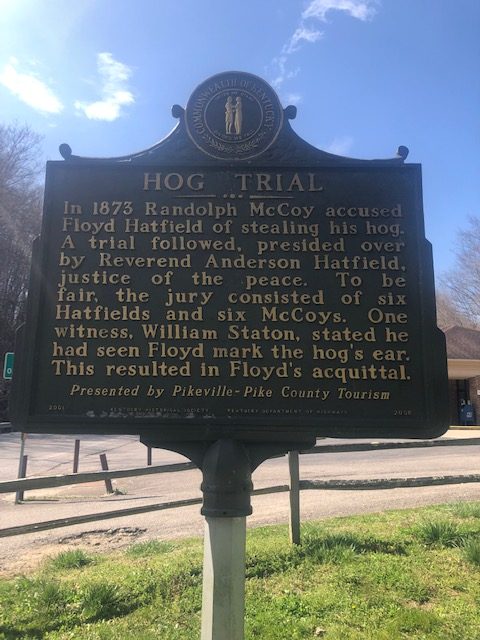 COMMONWEALTH OF KENTUCKY
HOG TRIAL
In 1873 Randolph McCoy accused
Floyd Hatfield of stealing his hog.
A trial followed, presided over
by Reverend Anderson Hatfield,
justice of the peace. To be
fair, the jury consisted of six
Hatfields and six McCoys. One
witness, William Staton, stated he
had seen Floyd mark the hog's ear.
This resulted in Floyd's acquittal.
Presented by Pikeville-Pike County Tourism
2001 KENTUCKY HISTORICAL SOCIETY KENTUCKY DEPARTMENT OF HIGHWAYS